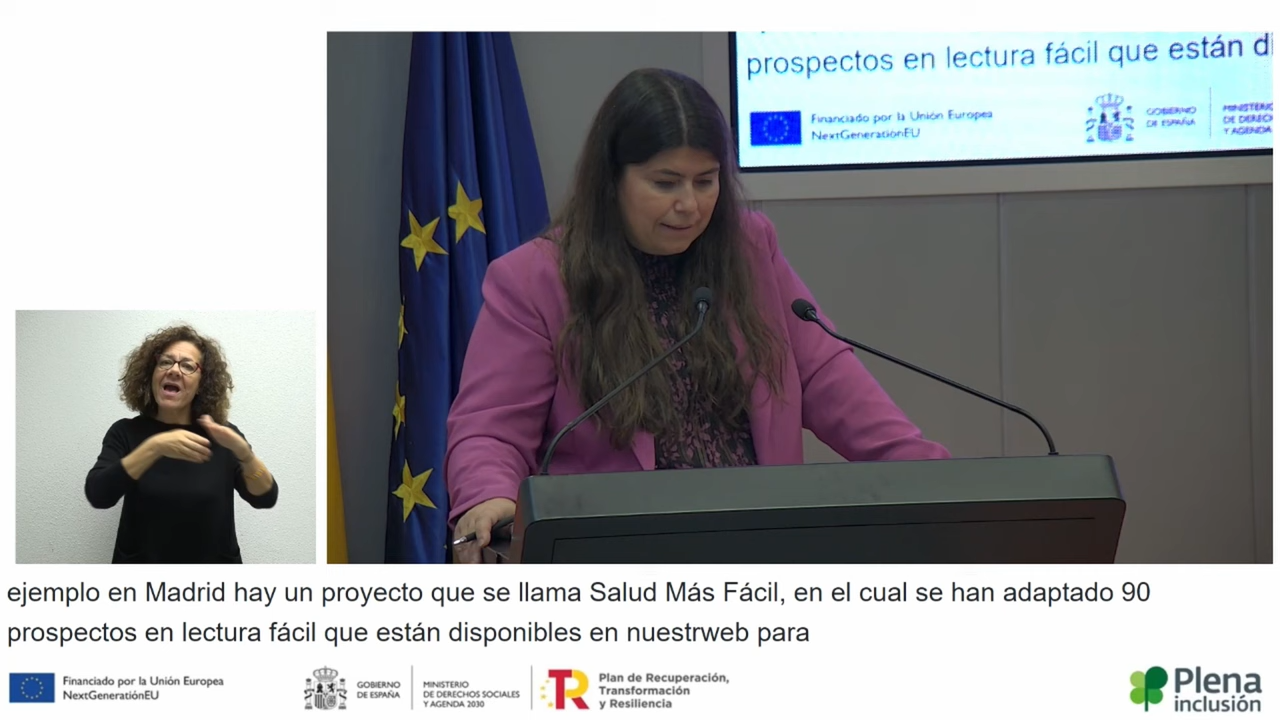 prospectos en lectura fácil que están di
Financiado por la Unión Europea
NextGenerationEU
GOBIERNO
DE ESPAÑA
MINISTERIO
DE DEREC
Y AGENDA
ejemplo en Madrid hay un proyecto que se llama Salud Más Fácil, en el cual se han adaptado 90
prospectos en lectura fácil que están disponibles en nuestrweb para
Financiado por la Unión Europea
NextGenerationEU
GOBIERNO
DE ESPAÑA
MINISTERIO
DE DERECHOS SOCIALES
Y AGENDA 2030
TR
Plan de Recuperación,
Transformación
y Resiliencia
Plena
inclusión